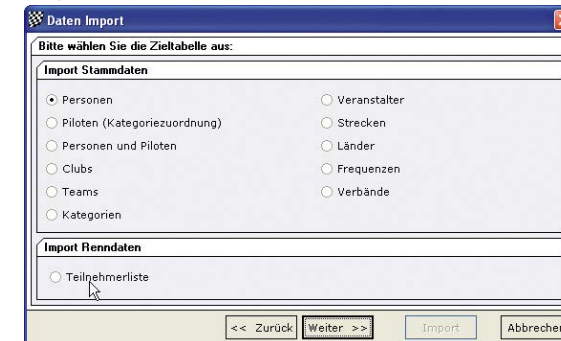 Daten Import
Bitte wählen Sie die Zieltabelle aus:
Import Stammdaten
Personen
Piloten (Kategoriezuordnung)
Personen und Piloten
Clubs
Teams
Kategorien
Veranstalter
Strecken
Länder
Frequenzen
Verbände
Import Renndaten
Teilnehmerliste
<< Zurück Weiter >> Import Abbrechen